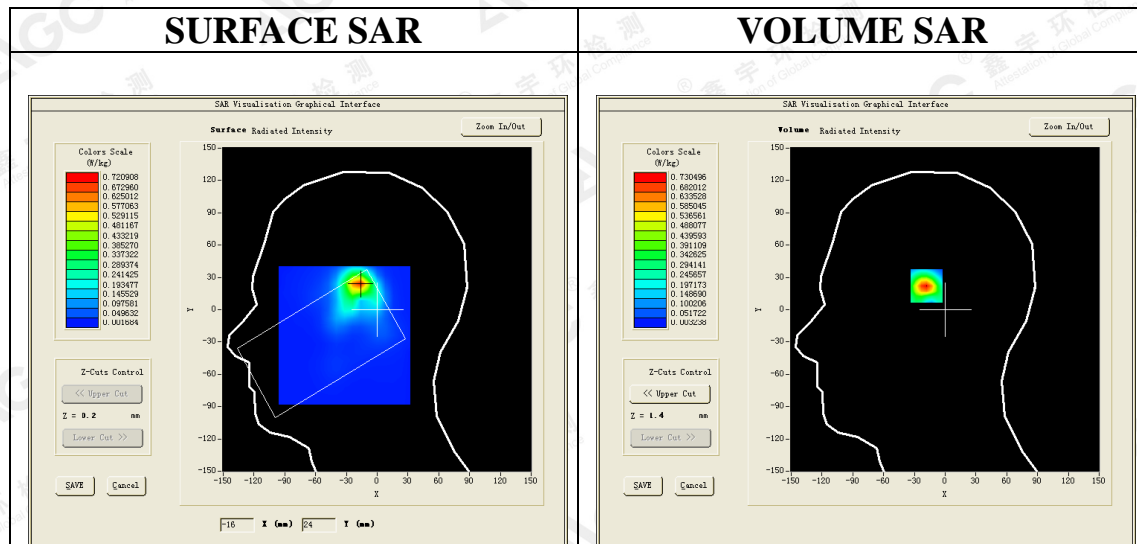 SURFACE SAR
SAR Visualisation Graphical Interface
Surface Radiated Intensity
Zoom In/Out
Colors Scale
(W/kg)
0.720908
0.672960
0.625012
0.577063
0.529115
0.481167
0.433219
0.385270
0.337322
0.289374
0.241425
0.193477
0.145529
0.097581
0.049632
0.001684
Z-Cuts Control
<< Upper Cut
Z = 0.2 mm
Lower Cut >>
SAVE Cancel
150
120
90
60
30
0
-30
-60
-90
-120
-150
Y
-150 -120 -90 -60 -30 0 30 60 90 120 150
X
-16 X (mm) 24 Y (mm)
VOLUME SAR
SAR Visualisation Graphical Interface
Volume Radiated Intensity
Zoom In/Out
Colors Scale
(W/kg)
0.730496
0.682012
0.633528
0.585045
0.536561
0.488077
0.439593
0.391109
0.342625
0.294141
0.245657
0.197173
0.148690
0.100206
0.051722
0.003238
Z-Cuts Control
<< Upper Cut
Z = 1.4 mm
Lower Cut >>
SAVE Cancel
150
120
90
60
30
0
-30
-60
-90
-120
-150
Y
-150 -120 -90 -60 -30 0 30 60 90 120 150
X